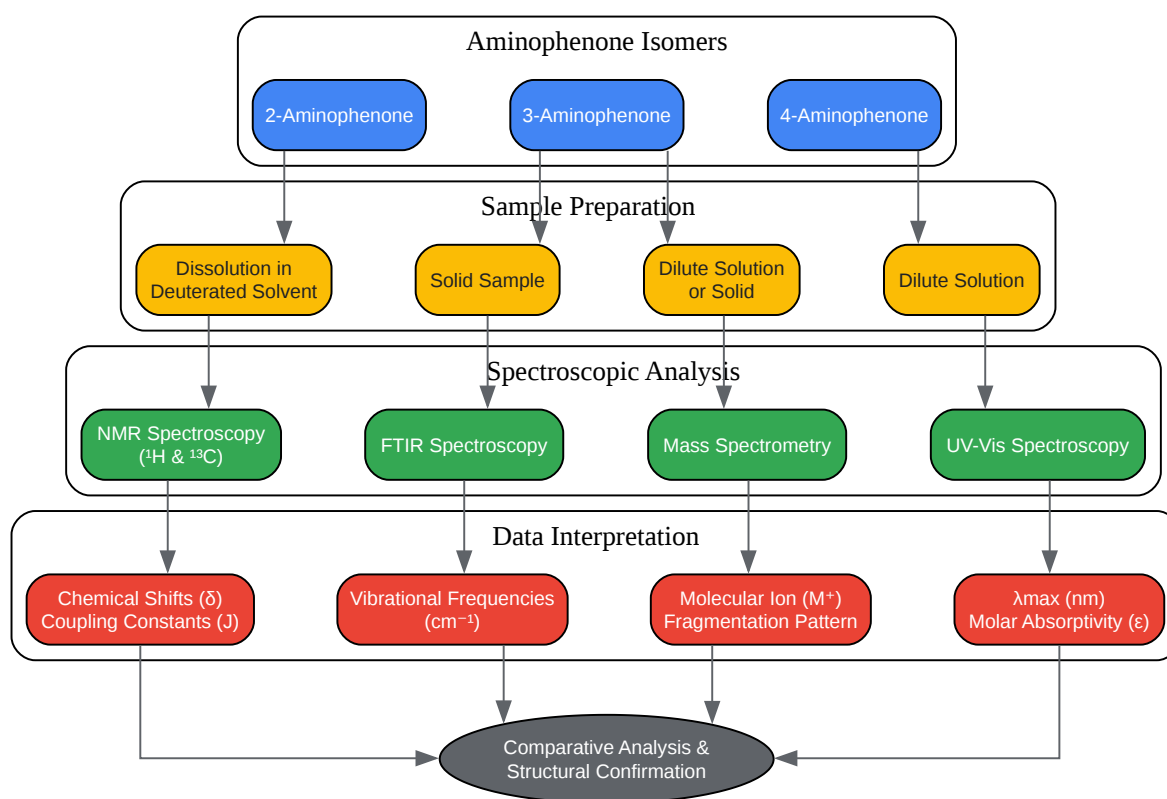 Aminophenone Isomers
2-Aminophenone
3-Aminophenone
4-Aminophenone
Sample Preparation
Dissolution in
Deuterated Solvent
Solid Sample
Dilute Solution
or Solid
Dilute Solution
Spectroscopic Analysis
NMR Spectroscopy
(¹H & ¹³C)
FTIR Spectroscopy
Mass Spectrometry
UV-Vis Spectroscopy
Data Interpretation
Chemical Shifts (δ)
Coupling Constants (J)
Vibrational Frequencies
(cm⁻¹)
Molecular Ion (M⁺)
Fragmentation Pattern
λmax (nm)
Molar Absorptivity (ε)
Comparative Analysis &
Structural Confirmation